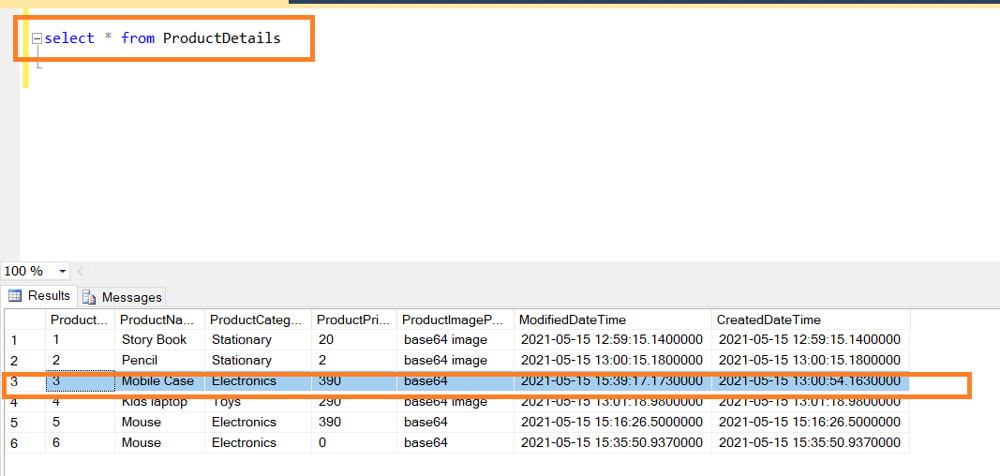 select * from ProductDetails
100 %
Results Messages
Product... ProductNa... ProductCateg... ProductPri... ProductImageP... ModifiedDateTime CreatedDateTime
1 1 Story Book Stationary 20 base64 image 2021-05-15 12:59:15.1400000 2021-05-15 12:59:15.1400000
2 2 Pencil Stationary 2 base64 image 2021-05-15 13:00:15.1800000 2021-05-15 13:00:15.1800000
3 3 Mobile Case Electronics 390 base64 2021-05-15 15:39:17.1730000 2021-05-15 13:00:54.1630000
4 4 Kids laptop Toys 290 base64 image 2021-05-15 13:01:18.9800000 2021-05-15 13:01:18.9800000
5 5 Mouse Electronics 390 base64 2021-05-15 15:16:26.5000000 2021-05-15 15:16:26.5000000
6 6 Mouse Electronics 0 base64 2021-05-15 15:35:50.9370000 2021-05-15 15:35:50.9370000